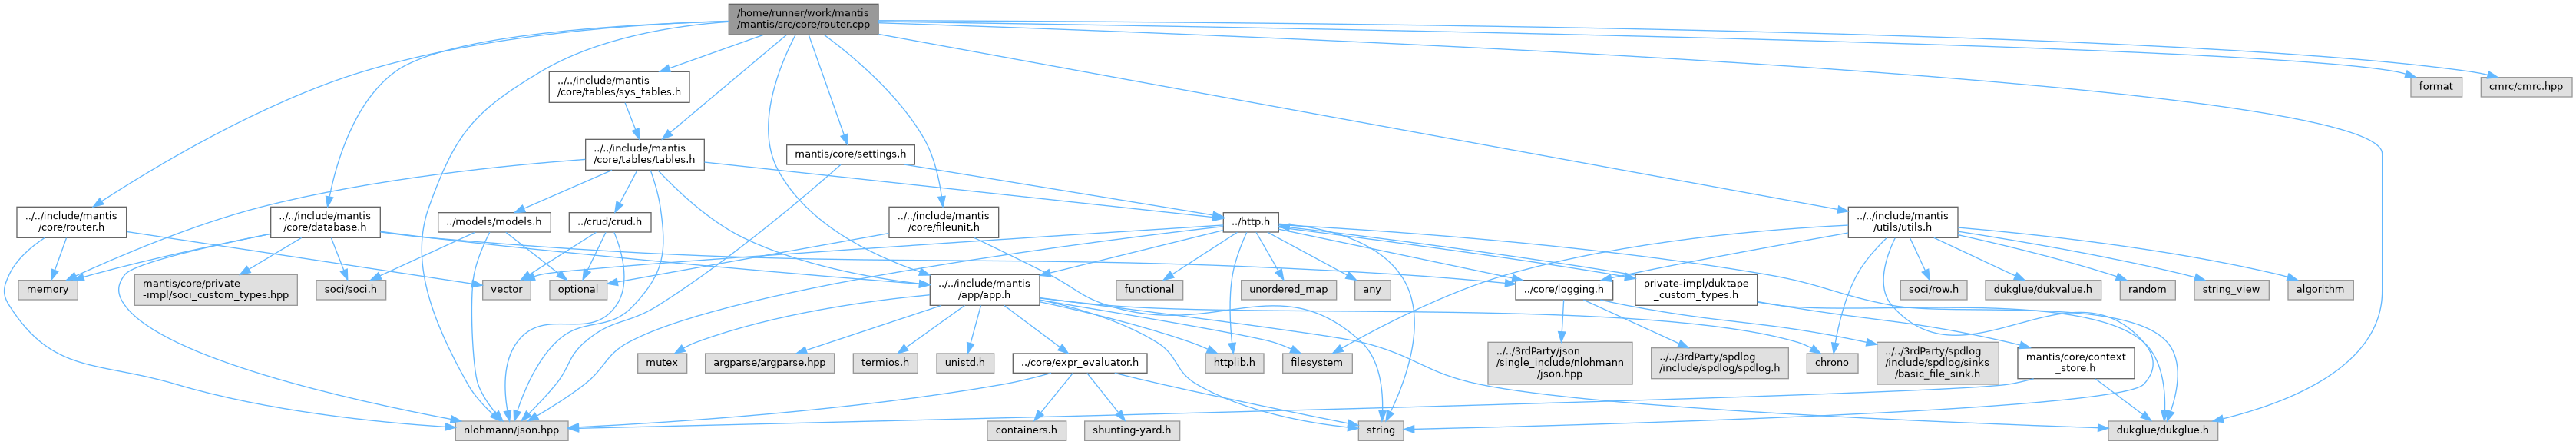 /home/runner/work/mantis
/mantis/src/core/router.cpp
../../include/mantis
/core/tables/sys_tables.h
format
cmrc/cmrc.hpp
../../include/mantis
/core/tables/tables.h
mantis/core/settings.h
../../include/mantis
/core/router.h
../../include/mantis
/core/database.h
../models/models.h
../crud/crud.h
../../include/mantis
/core/fileunit.h
../http.h
../../include/mantis
/utils/utils.h
memory
mantis/core/private
-impl/soci_custom_types.hpp
soci/soci.h
vector
optional
../../include/mantis
/app/app.h
functional
unordered_map
any
../core/logging.h
private-impl/duktape
_custom_types.h
soci/row.h
dukglue/dukvalue.h
random
string_view
algorithm
mutex
argparse/argparse.hpp
termios.h
unistd.h
../core/expr_evaluator.h
httplib.h
filesystem
../../3rdParty/json
/single_include/nlohmann
/json.hpp
../../3rdParty/spdlog
/include/spdlog/spdlog.h
chrono
../../3rdParty/spdlog
/include/spdlog/sinks
/basic_file_sink.h
mantis/core/context
_store.h
nlohmann/json.hpp
containers.h
shunting-yard.h
string
dukglue/dukglue.h